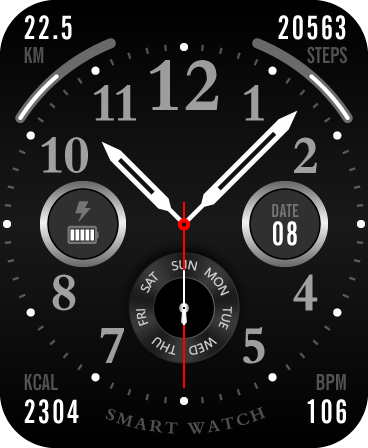 22.5
KM
20563
STEPS
12
11
1
10
2
DATE
08
8
4
SUN
MON
TUE
WED
THU
FRI
SAT
7
5
KCAL
2304
BPM
106
SMART WATCH